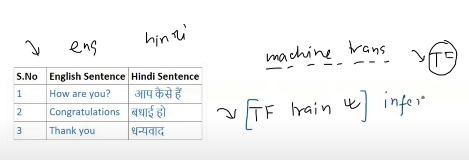 eng hindi
S.No English Sentence Hindi Sentence
1 How are you? आप कैसे हैं
2 Congratulations बधाई हो
3 Thank you धन्यवाद
machine trans TF
[TF train] infer